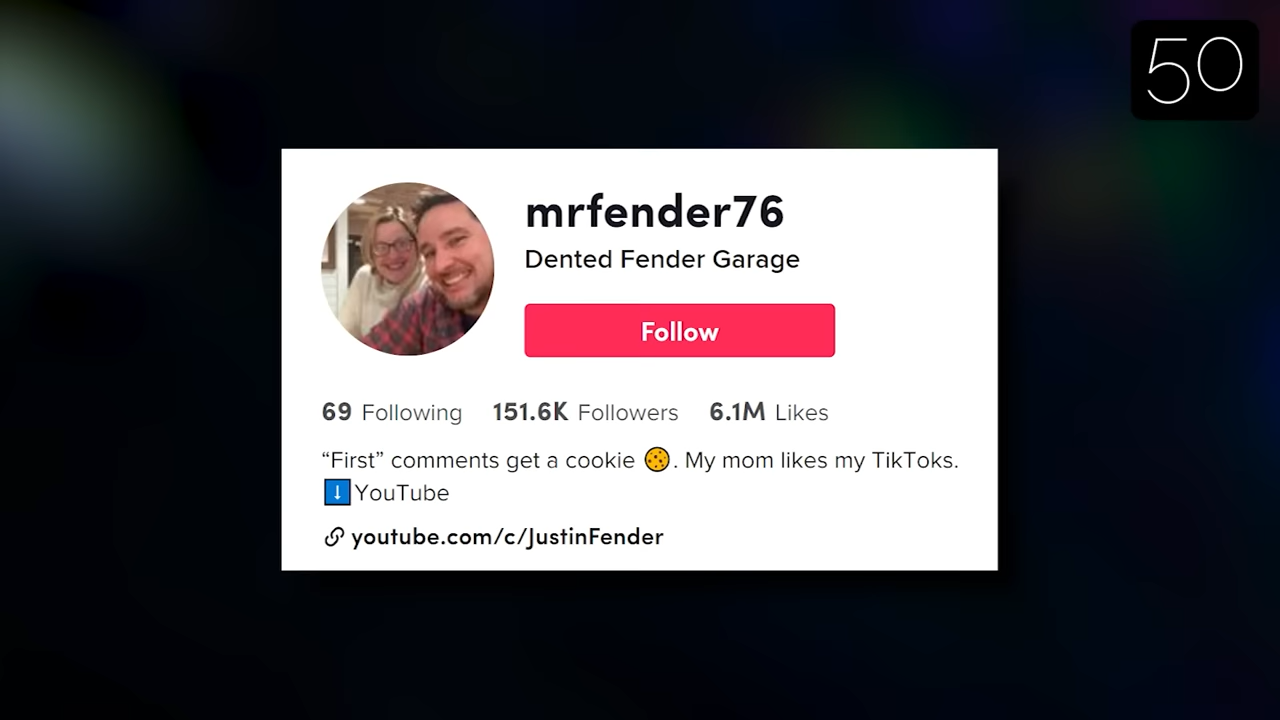 50
mrfender76
Dented Fender Garage
Follow
69 Following 151.6K Followers 6.1M Likes
“First” comments get a cookie 🍪. My mom likes my TikToks.
⬇️YouTube
youtube.com/c/JustinFender